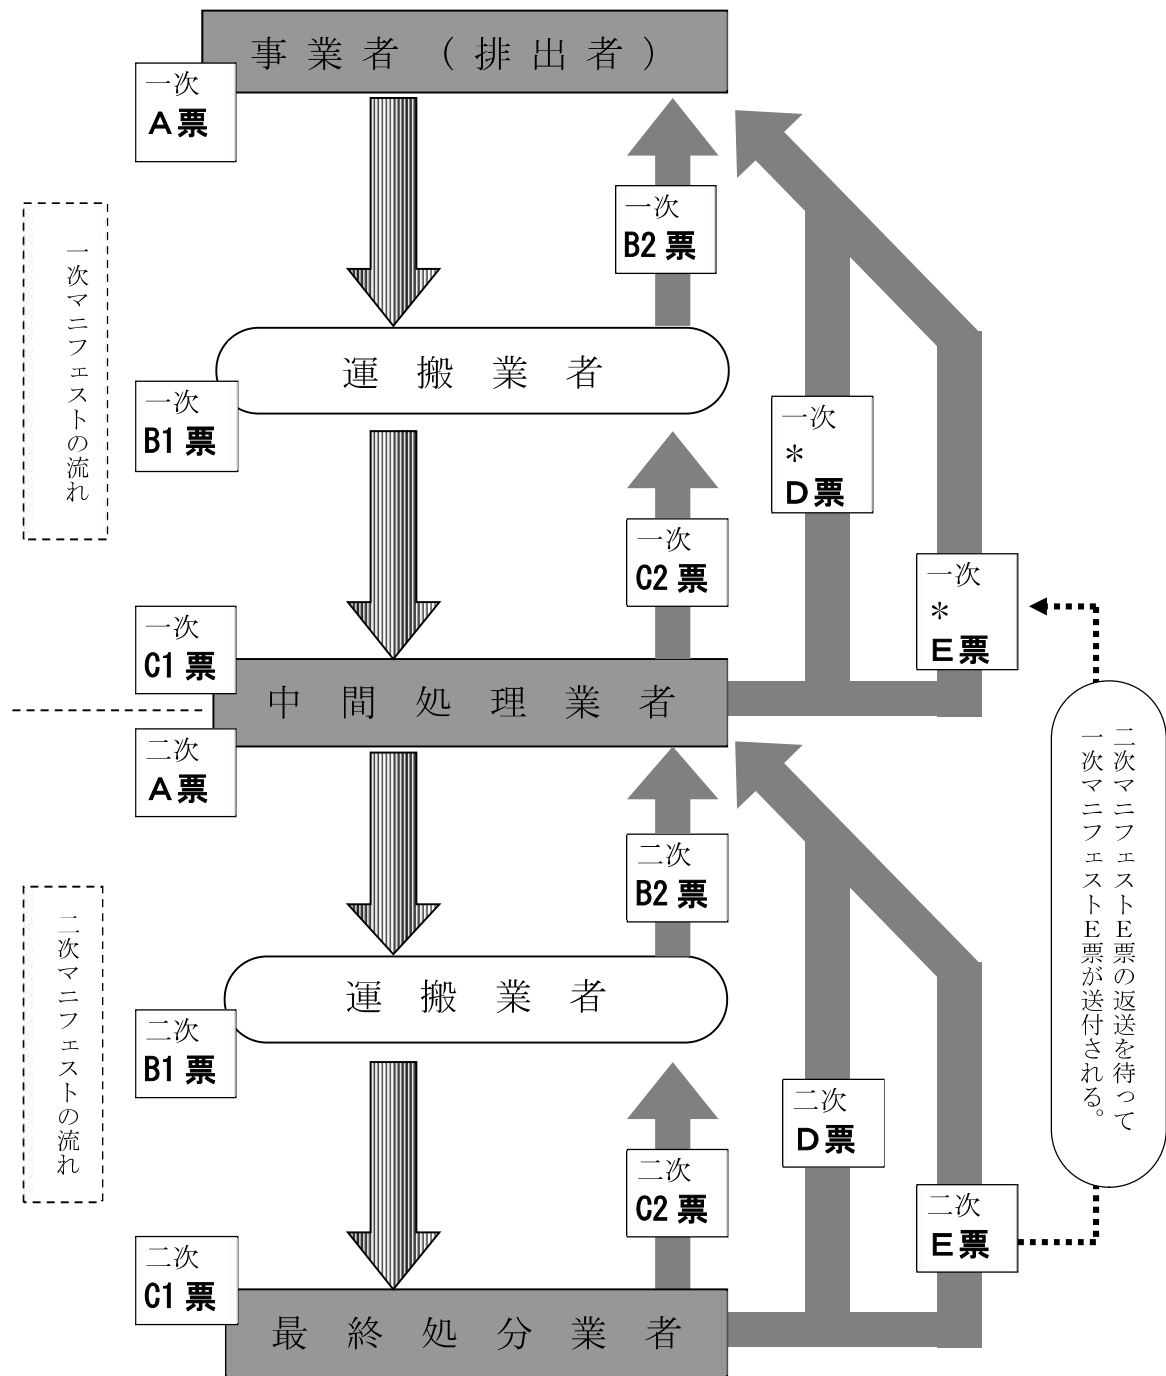 事業者（排出者）
一次
A票
一次マニフェストの流れ
一次
B2票
運搬業者
一次
B1票
一次
＊
D票
一次
C2票
一次
＊
E票
一次
C1票
中間処理業者
二次
A票
二次マニフェストE票の返送を待って
一次マニフェストE票が送付される。
二次
B2票
二次マニフェストの流れ
運搬業者
二次
B1票
二次
D票
二次
C2票
二次
E票
二次
C1票
最終処分業者